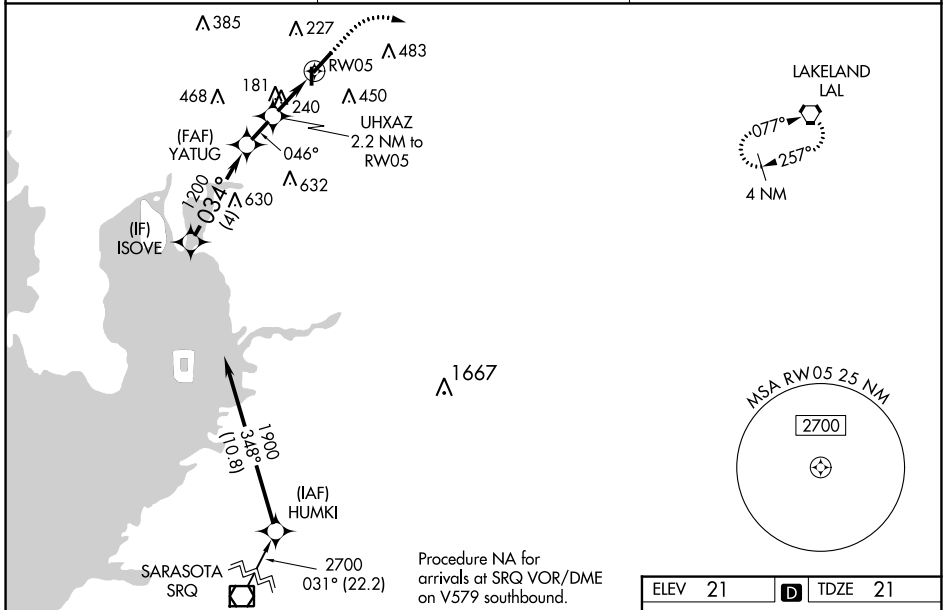 385
227
483
RW05
181
468
240
450
LAKELAND
LAL
077°
257°
4 NM
UHXAZ
2.2 NM to
RW05
(FAF)
YATUG
046°
632
1200
034°
(4)
630
(IF)
ISOVE
1667
MSA RW05 25 NM
2700
1900
348°
(10.8)
(IAF)
HUMKI
SARASOTA
SRQ
2700
031° (22.2)
Procedure NA for
arrivals at SRQ VOR/DME
on V579 southbound.
ELEV 21
D
TDZE 21